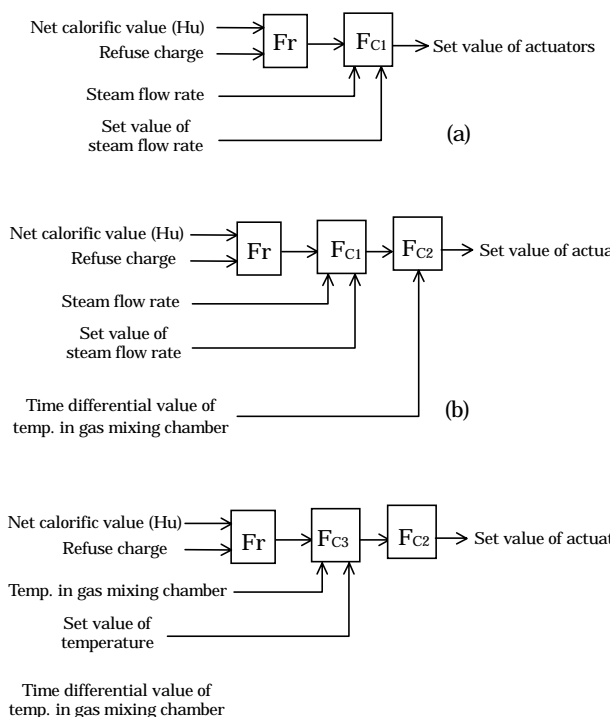 Net calorific value (Hu)
Refuse charge
Fr
FC1
Set value of actuators
Steam flow rate
Set value of
steam flow rate
(a)
Net calorific value (Hu)
Refuse charge
Fr
FC1
FC2
Set value of actua
Steam flow rate
Set value of
steam flow rate
Time differential value of
temp. in gas mixing chamber
(b)
Net calorific value (Hu)
Refuse charge
Fr
FC3
FC2
Set value of actuat
Temp. in gas mixing chamber
Set value of
temperature
Time differential value of
temp. in gas mixing chamber